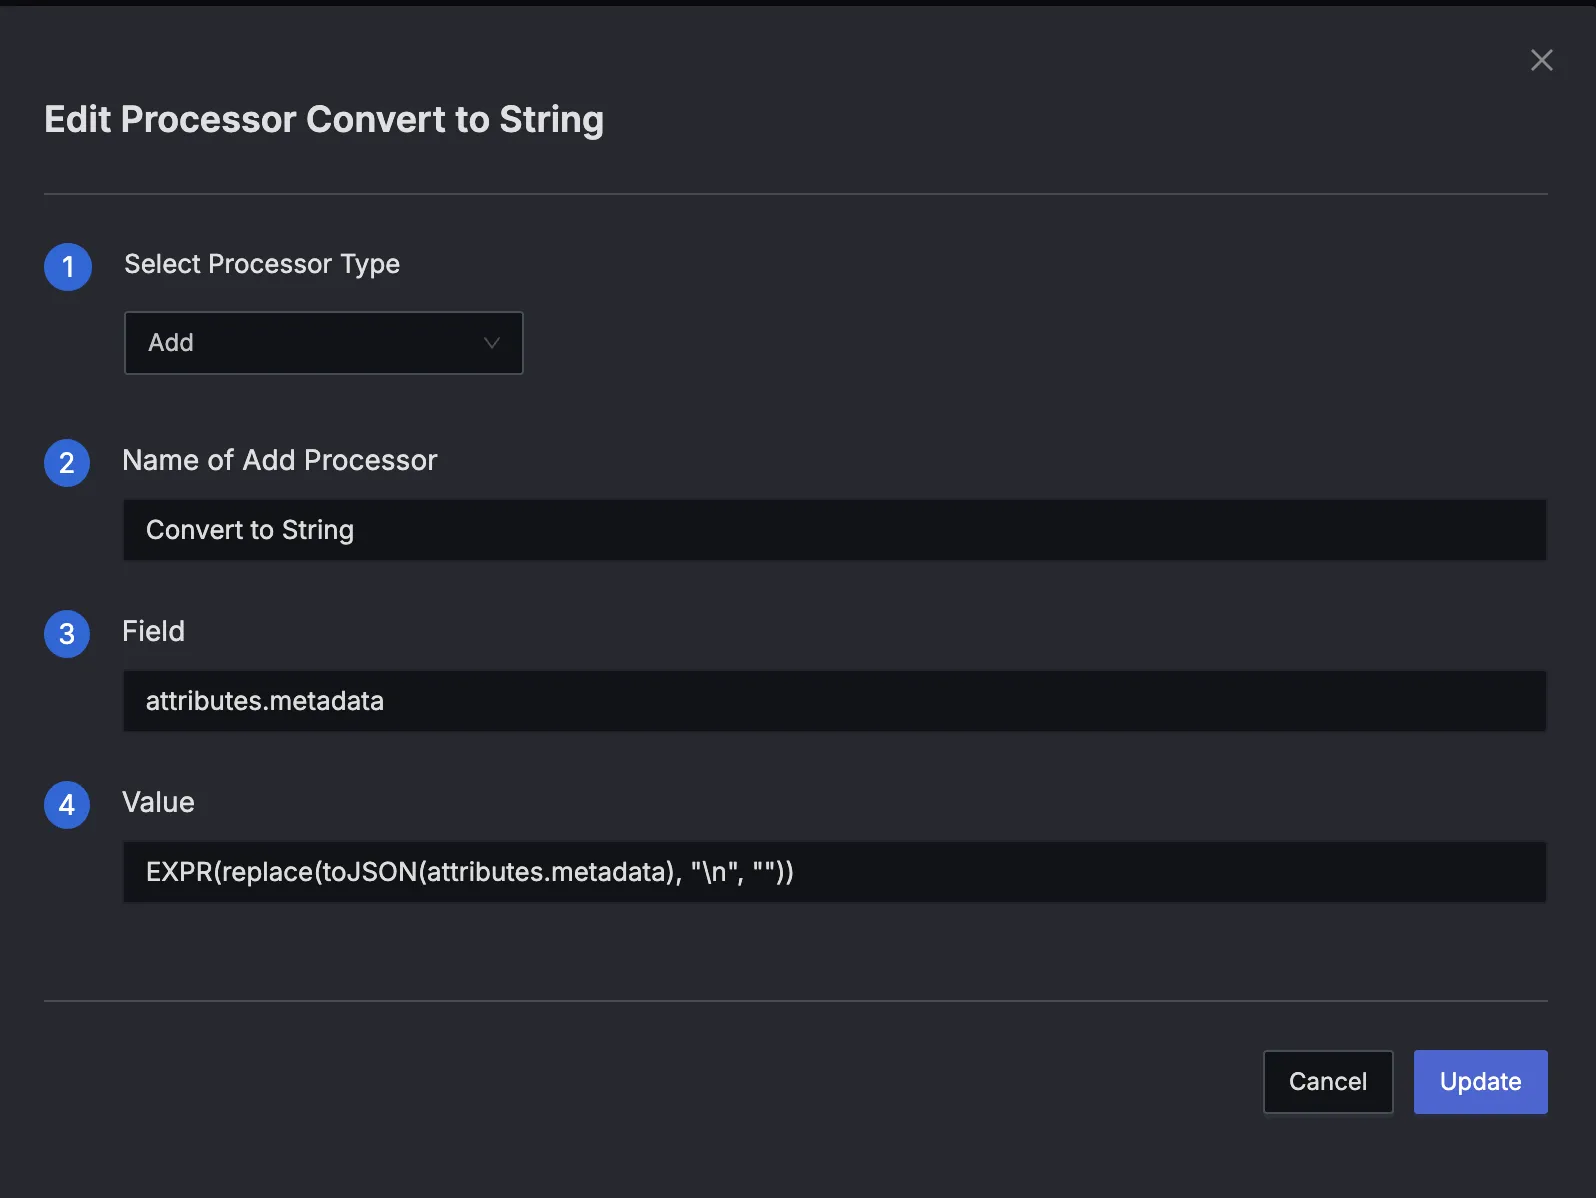 Edit Processor Convert to String
1 Select Processor Type
Add
2 Name of Add Processor
Convert to String
3 Field
attributes.metadata
4 Value
EXPR(replace(toJSON(attributes.metadata), "\n", ""))
Cancel Update